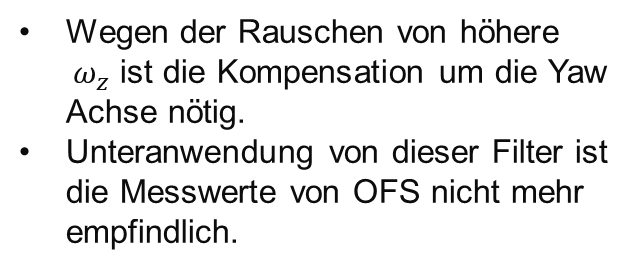 • Wegen der Rauschen von höhere
ω_z ist die Kompensation um die Yaw
Achse nötig.
• Unteranwendung von dieser Filter ist
die Messwerte von OFS nicht mehr
empfindlich.